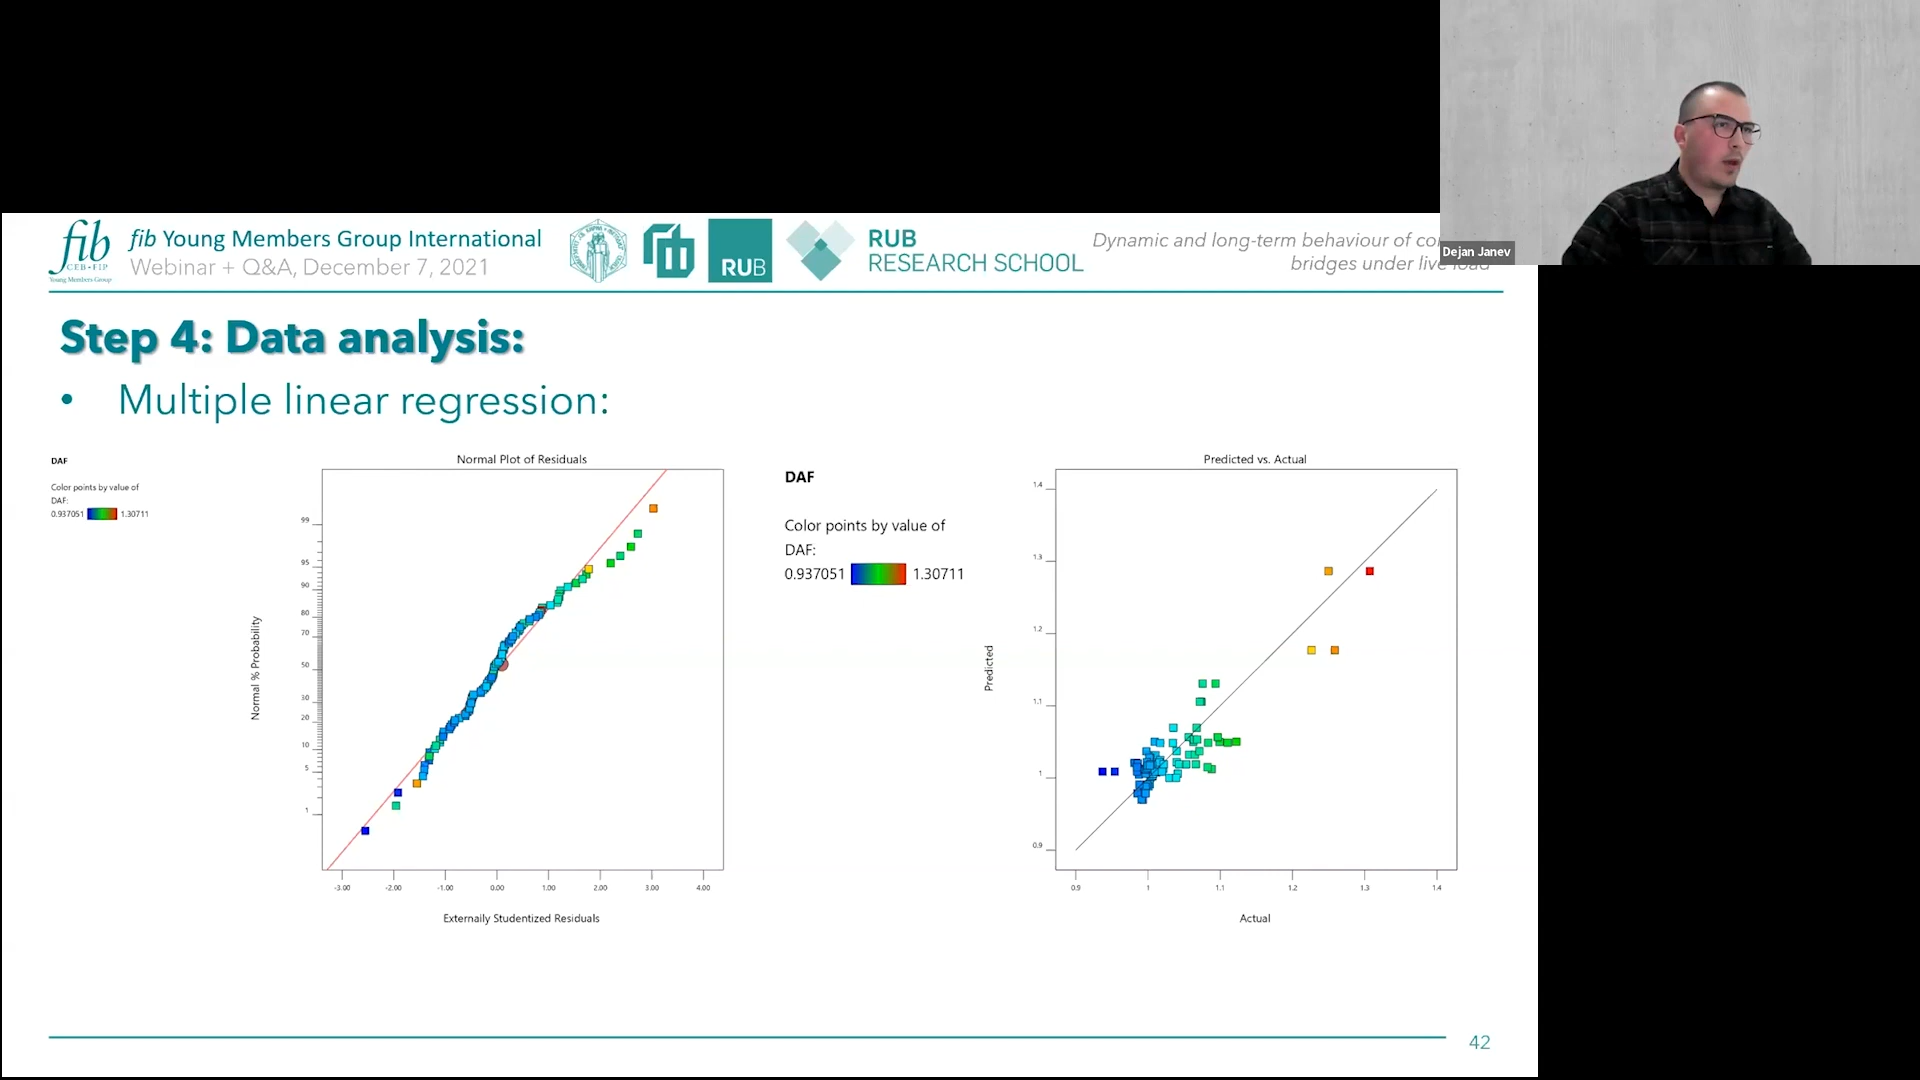 fib
CEB-FIP
Young Members Group
fib Young Members Group International
Webinar + Q&A, December 7, 2021
RUB
RUB
RESEARCH SCHOOL
Dynamic and long-term behaviour of
bridges under live load
Dejan Janev
Step 4: Data analysis:
• Multiple linear regression:
DAF
Color points by value of
DAF:
0.937051 1.30711
Normal Plot of Residuals
Normal % Probability
99
95
90
80
70
50
30
20
10
5
1
-3.00 -2.00 -1.00 0.00 1.00 2.00 3.00 4.00
Externally Studentized Residuals
DAF
Color points by value of
DAF:
0.937051 1.30711
Predicted vs. Actual
Predicted
1.4
1.3
1.2
1.1
1
0.9
0.9 1 1.1 1.2 1.3 1.4
Actual
42